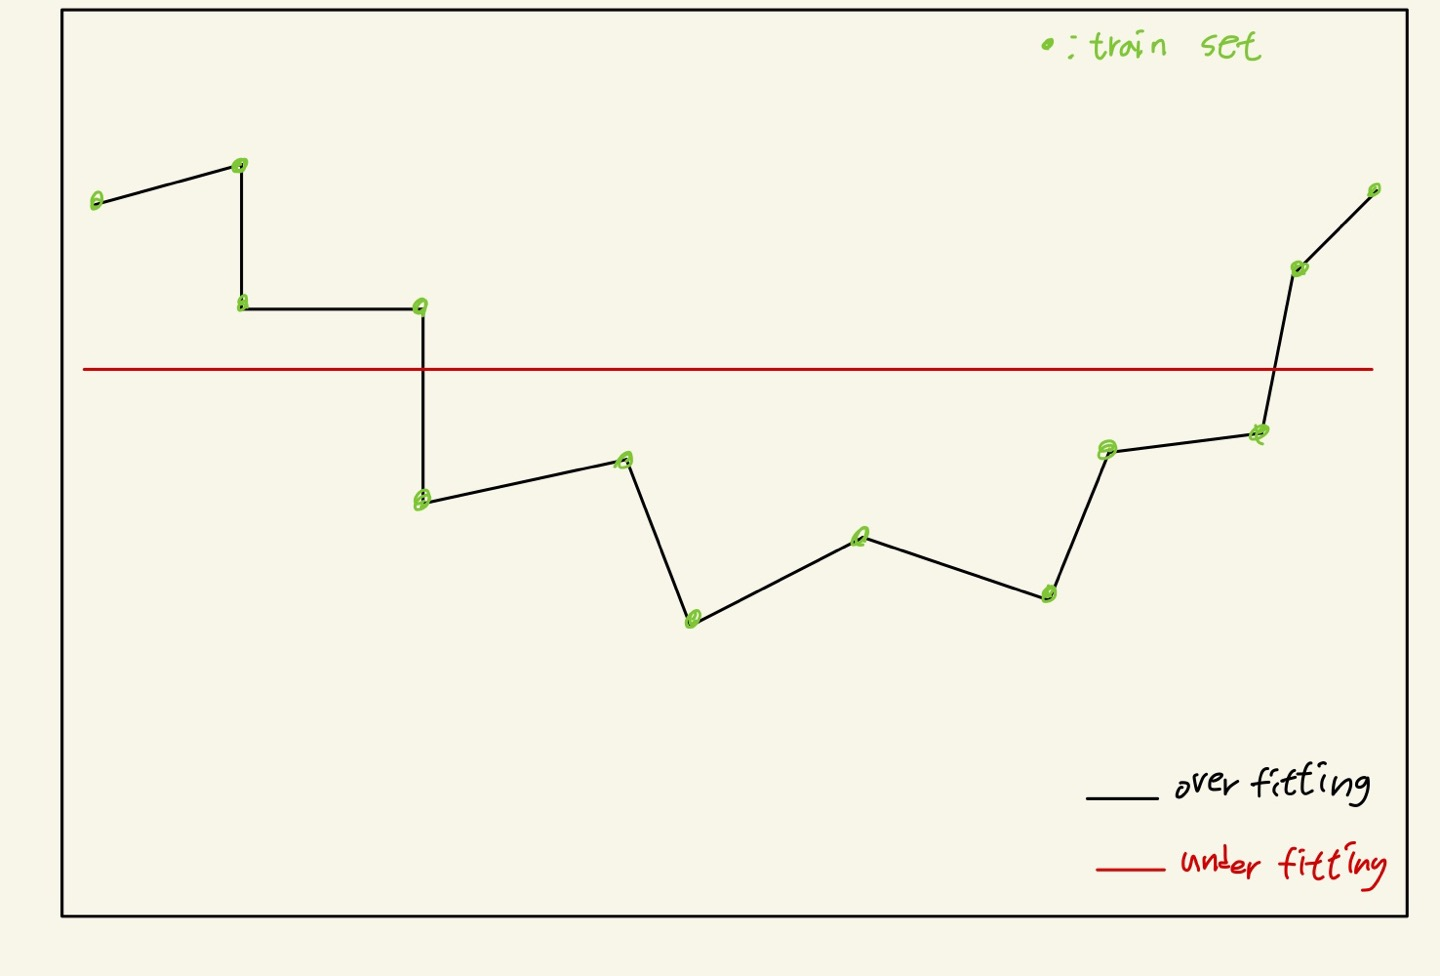 • : train set
over fitting
under fitting